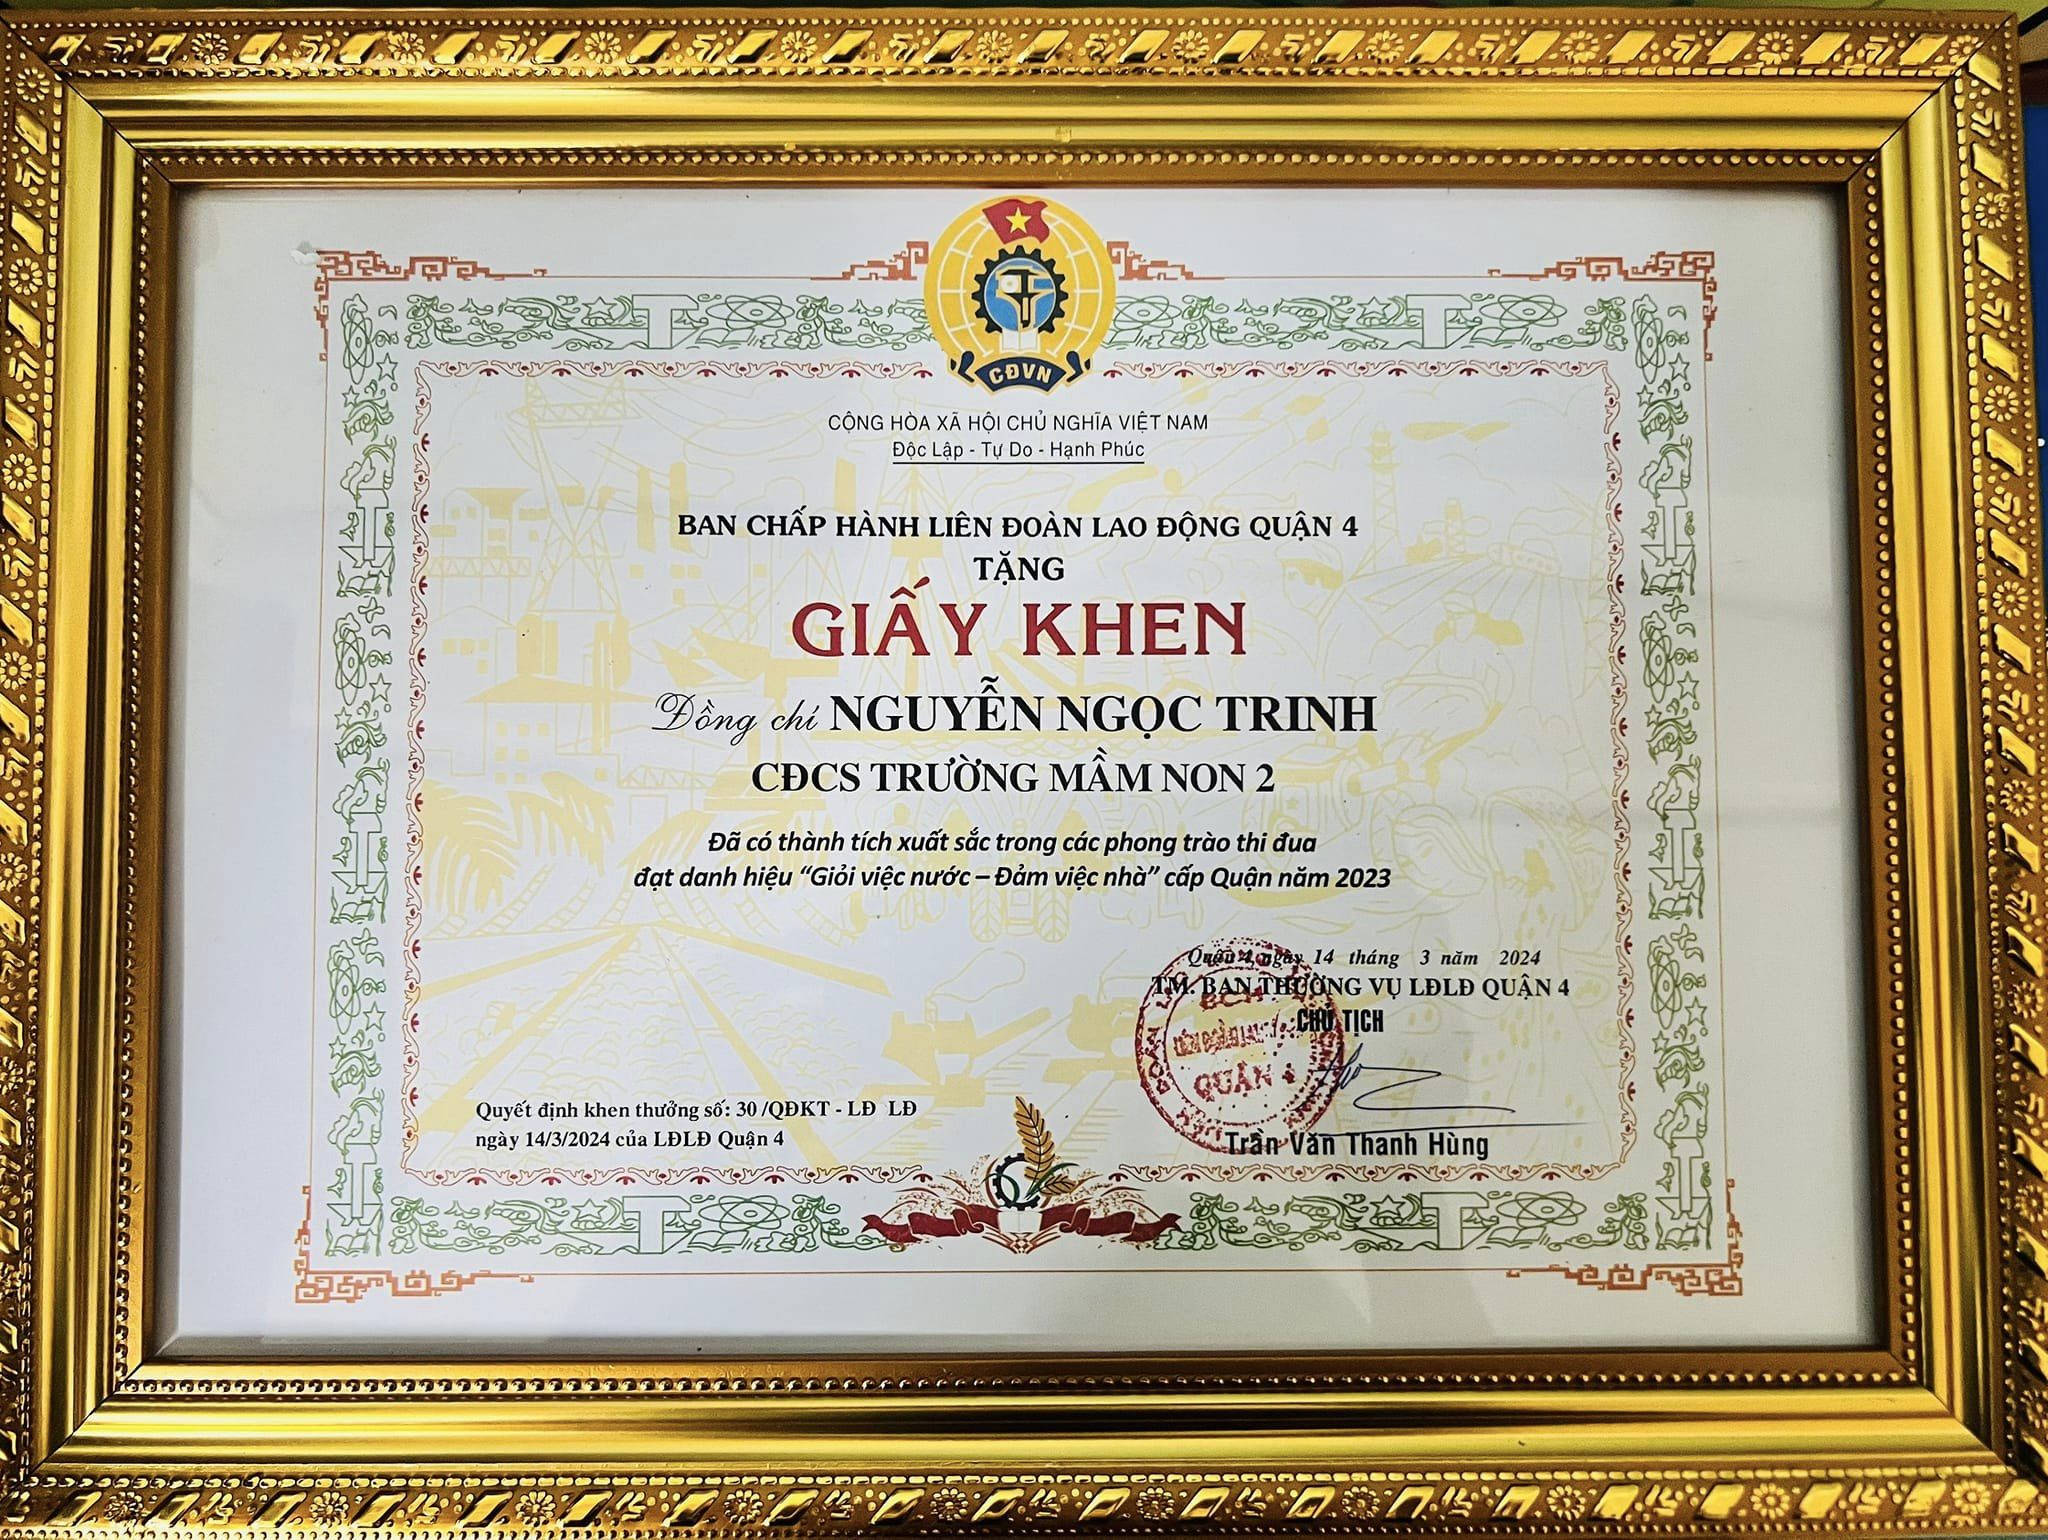 CĐVN
CỘNG HÒA XÃ HỘI CHỦ NGHĨA VIỆT NAM
Độc Lập - Tự Do - Hạnh Phúc
BAN CHẤP HÀNH LIÊN ĐOÀN LAO ĐỘNG QUẬN 4
TẶNG
GIẤY KHEN
Đồng chí NGUYỄN NGỌC TRINH
CĐCS TRƯỜNG MẦM NON 2
Đã có thành tích xuất sắc trong các phong trào thi đua
đạt danh hiệu “Giỏi việc nước – Đảm việc nhà” cấp Quận năm 2023
Quận 4, ngày 14 tháng 3 năm 2024
TM. BAN THƯỜNG VỤ LĐLĐ QUẬN 4
CHỦ TỊCH
BCH
QUẬN 4
Trần Văn Thanh Hùng
Quyết định khen thưởng số: 30 /QĐKT - LĐ LĐ
ngày 14/3/2024 của LĐLĐ Quận 4